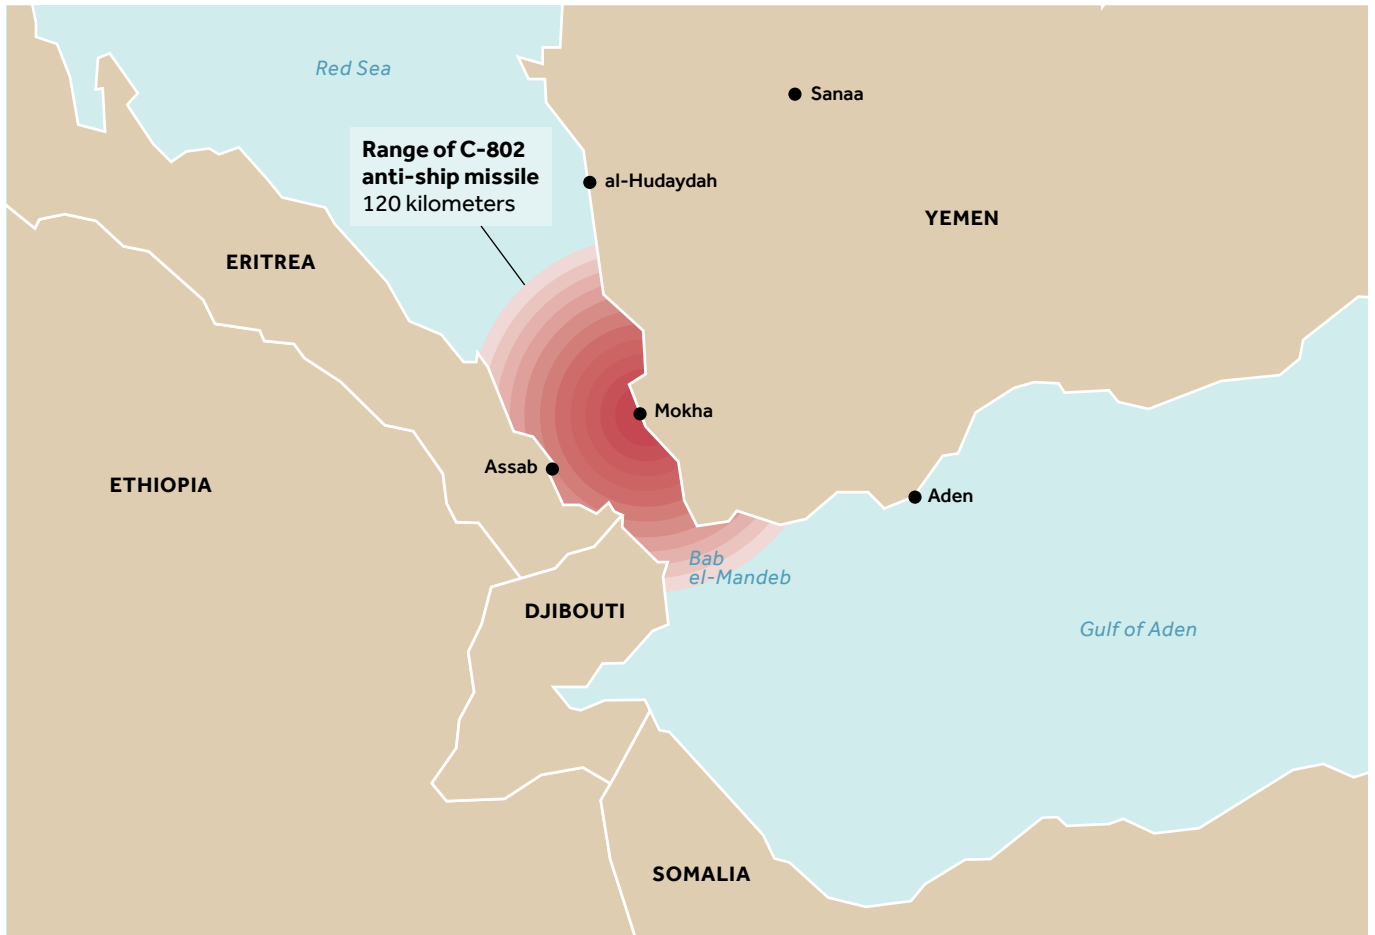 Red Sea
Sanaa
Range of C-802
anti-ship missile
120 kilometers
al-Hudaydah
YEMEN
ERITREA
Mokha
Assab
ETHIOPIA
Aden
Bab
el-Mandeb
DJIBOUTI
Gulf of Aden
SOMALIA